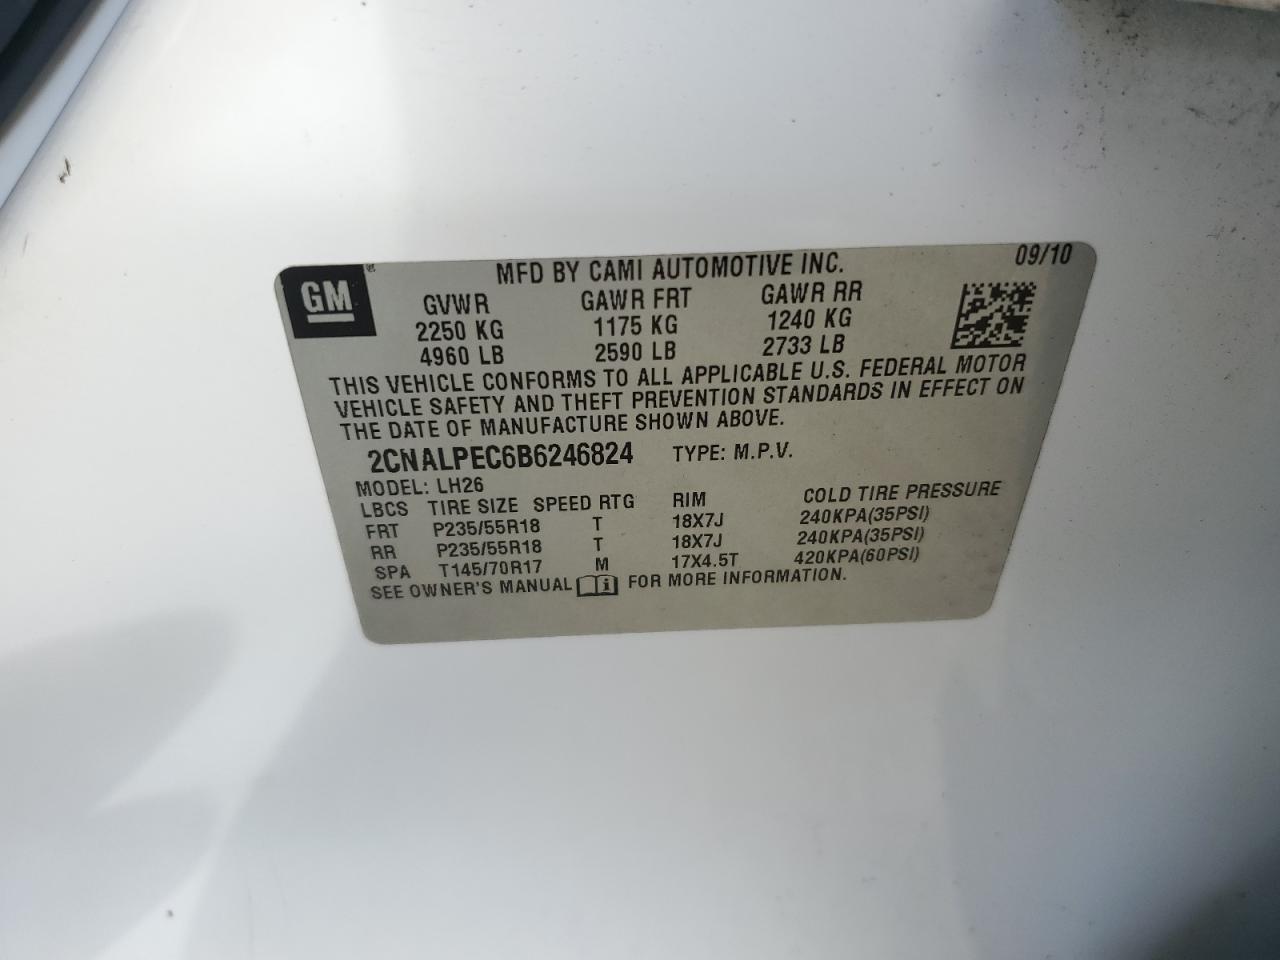 GM
MFD BY CAMI AUTOMOTIVE INC. 09/10
GVWR GAWR FRT GAWR RR
2250 KG 1175 KG 1240 KG
4960 LB 2590 LB 2733 LB
THIS VEHICLE CONFORMS TO ALL APPLICABLE U.S. FEDERAL MOTOR
VEHICLE SAFETY AND THEFT PREVENTION STANDARDS IN EFFECT ON
THE DATE OF MANUFACTURE SHOWN ABOVE.
2CNALPEC6B6246824 TYPE: M.P.V.
MODEL: LH26
LBCS TIRE SIZE SPEED RTG RIM COLD TIRE PRESSURE
FRT P235/55R18 T 18X7J 240KPA(35PSI)
RR P235/55R18 T 18X7J 240KPA(35PSI)
SPA T145/70R17 M 17X4.5T 420KPA(60PSI)
SEE OWNER'S MANUAL i FOR MORE INFORMATION.